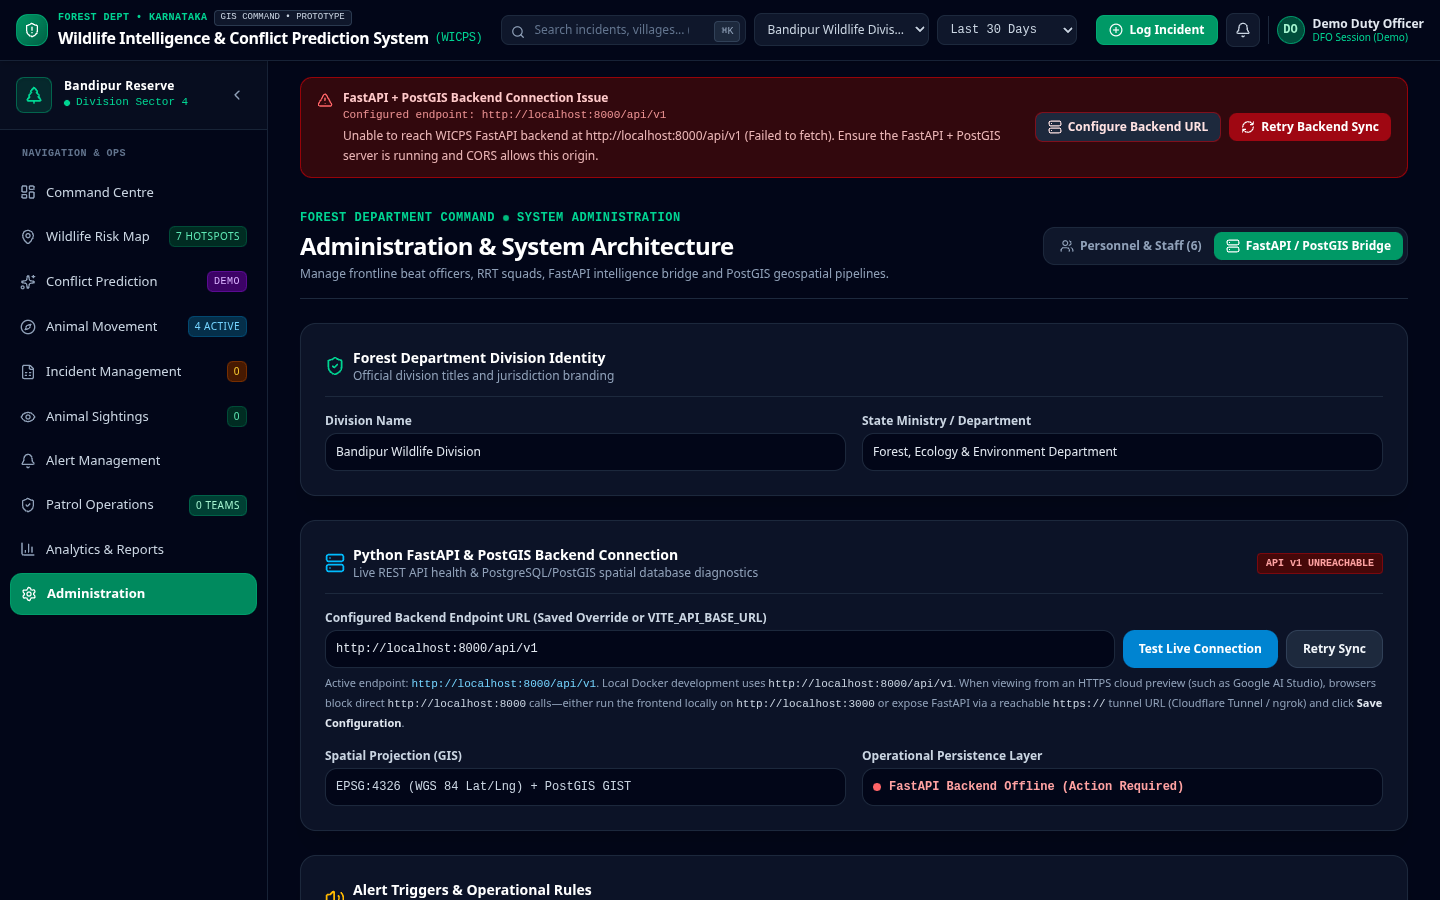 FOREST DEPT • KARNATAKA
GIS COMMAND • PROTOTYPE
Wildlife Intelligence & Conflict Prediction System (WICPS)
Search incidents, villages...
⌘K
Bandipur Wildlife Divis...
Last 30 Days
Log Incident
DO
Demo Duty Officer
DFO Session (Demo)
Bandipur Reserve
Division Sector 4
NAVIGATION & OPS
Command Centre
Wildlife Risk Map
7 HOTSPOTS
Conflict Prediction
DEMO
Animal Movement
4 ACTIVE
Incident Management
0
Animal Sightings
0
Alert Management
Patrol Operations
0 TEAMS
Analytics & Reports
Administration
FastAPI + PostGIS Backend Connection Issue
Configured endpoint: http://localhost:8000/api/v1
Unable to reach WICPS FastAPI backend at http://localhost:8000/api/v1 (Failed to fetch). Ensure the FastAPI + PostGIS
server is running and CORS allows this origin.
Configure Backend URL
Retry Backend Sync
FOREST DEPARTMENT COMMAND ● SYSTEM ADMINISTRATION
Administration & System Architecture
Manage frontline beat officers, RRT squads, FastAPI intelligence bridge and PostGIS geospatial pipelines.
Personnel & Staff (6)
FastAPI / PostGIS Bridge
Forest Department Division Identity
Official division titles and jurisdiction branding
Division Name
Bandipur Wildlife Division
State Ministry / Department
Forest, Ecology & Environment Department
Python FastAPI & PostGIS Backend Connection
Live REST API health & PostgreSQL/PostGIS spatial database diagnostics
API v1 UNREACHABLE
Configured Backend Endpoint URL (Saved Override or VITE_API_BASE_URL)
http://localhost:8000/api/v1
Test Live Connection
Retry Sync
Active endpoint: http://localhost:8000/api/v1. Local Docker development uses http://localhost:8000/api/v1. When viewing from an HTTPS cloud preview (such as Google AI Studio), browsers
block direct http://localhost:8000 calls—either run the frontend locally on http://localhost:3000 or expose FastAPI via a reachable https:// tunnel URL (Cloudflare Tunnel / ngrok) and click Save
Configuration.
Spatial Projection (GIS)
EPSG:4326 (WGS 84 Lat/Lng) + PostGIS GIST
Operational Persistence Layer
FastAPI Backend Offline (Action Required)
Alert Triggers & Operational Rules